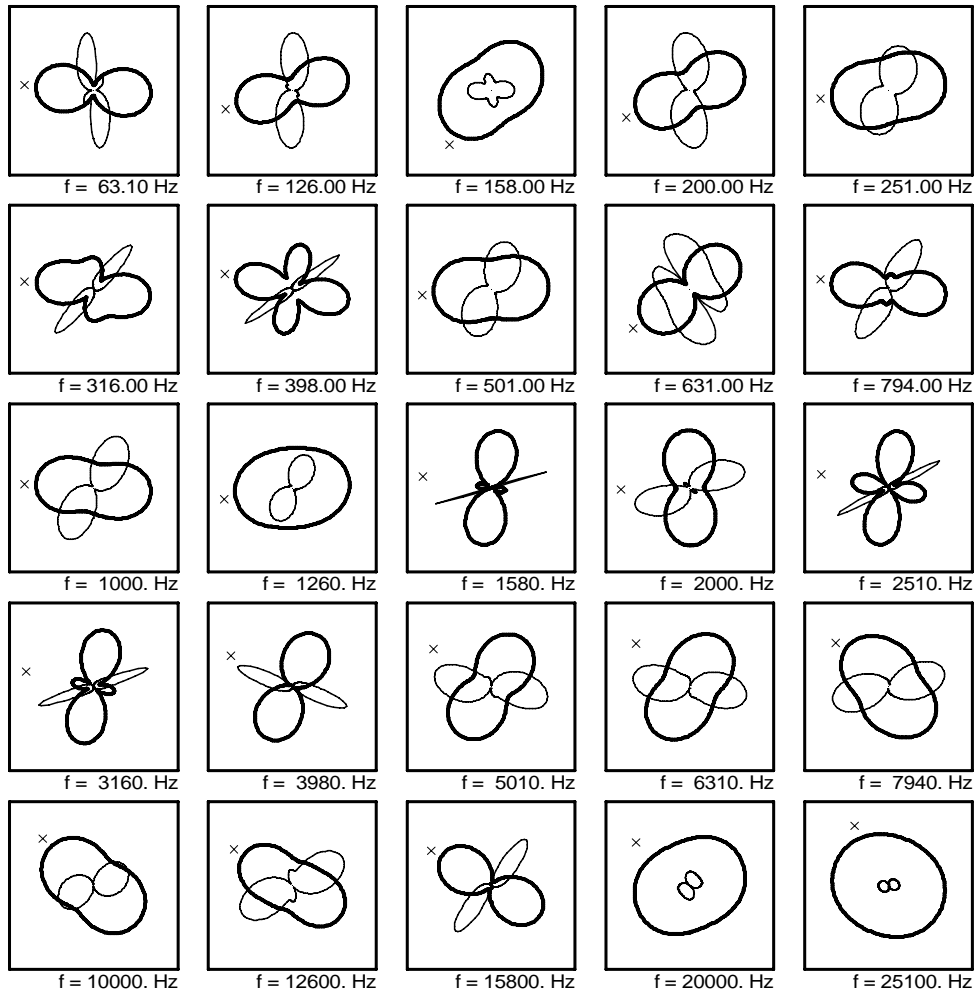 f = 63.10 Hz
f = 126.00 Hz
f = 158.00 Hz
f = 200.00 Hz
f = 251.00 Hz
f = 316.00 Hz
f = 398.00 Hz
f = 501.00 Hz
f = 631.00 Hz
f = 794.00 Hz
f = 1000. Hz
f = 1260. Hz
f = 1580. Hz
f = 2000. Hz
f = 2510. Hz
f = 3160. Hz
f = 3980. Hz
f = 5010. Hz
f = 6310. Hz
f = 7940. Hz
f = 10000. Hz
f = 12600. Hz
f = 15800. Hz
f = 20000. Hz
f = 25100. Hz